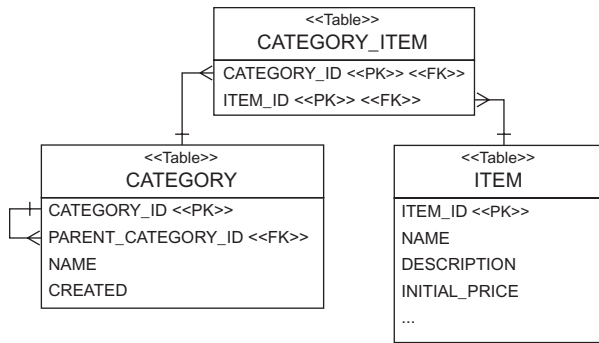 <<Table>>
CATEGORY_ITEM
CATEGORY_ID <<PK>> <<FK>>
ITEM_ID <<PK>> <<FK>>
<<Table>>
CATEGORY
CATEGORY_ID <<PK>>
PARENT_CATEGORY_ID <<FK>>
NAME
CREATED
<<Table>>
ITEM
ITEM_ID <<PK>>
NAME
DESCRIPTION
INITIAL_PRICE
...